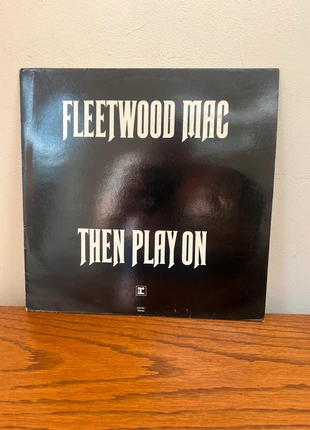 FLEETWOOD MAC
THEN PLAY ON